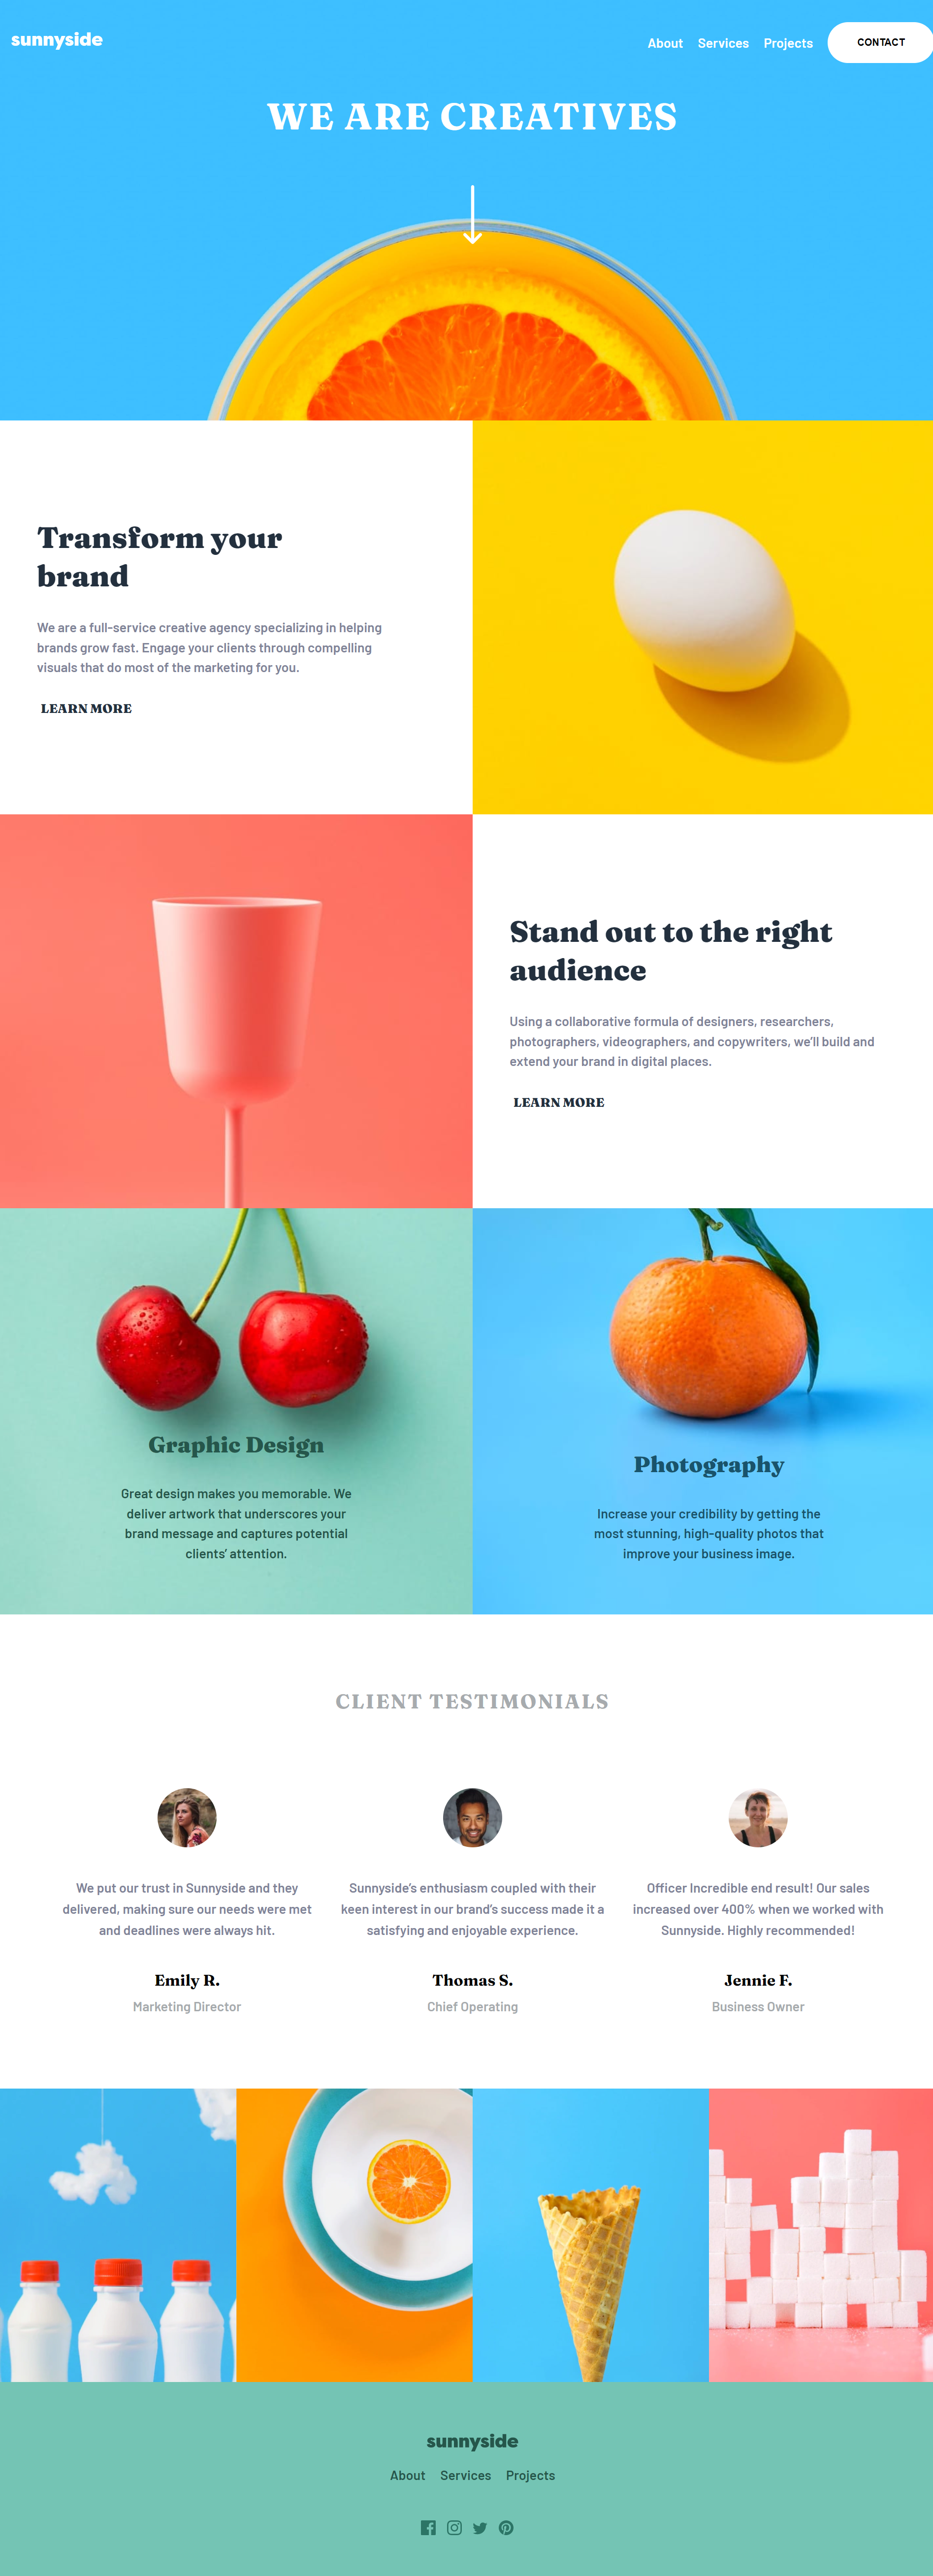 sunnyside
About Services Projects CONTACT
WE ARE CREATIVES
Transform your
brand
We are a full-service creative agency specializing in helping
brands grow fast. Engage your clients through compelling
visuals that do most of the marketing for you.
LEARN MORE
Stand out to the right
audience
Using a collaborative formula of designers, researchers,
photographers, videographers, and copywriters, we’ll build and
extend your brand in digital places.
LEARN MORE
Graphic Design
Great design makes you memorable. We
deliver artwork that underscores your
brand message and captures potential
clients’ attention.
Photography
Increase your credibility by getting the
most stunning, high-quality photos that
improve your business image.
CLIENT TESTIMONIALS
We put our trust in Sunnyside and they
delivered, making sure our needs were met
and deadlines were always hit.
Emily R.
Marketing Director
Sunnyside’s enthusiasm coupled with their
keen interest in our brand’s success made it a
satisfying and enjoyable experience.
Thomas S.
Chief Operating
Officer Incredible end result! Our sales
increased over 400% when we worked with
Sunnyside. Highly recommended!
Jennie F.
Business Owner
sunnyside
About Services Projects